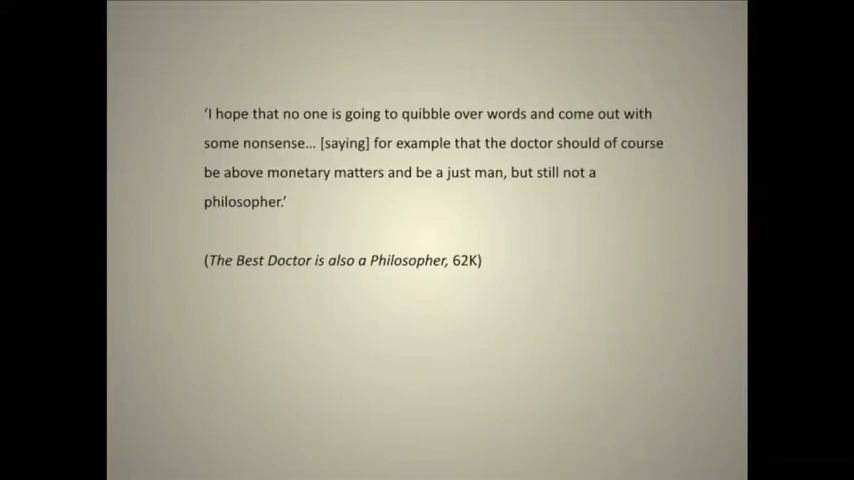 ‘I hope that no one is going to quibble over words and come out with
some nonsense... [saying] for example that the doctor should of course
be above monetary matters and be a just man, but still not a
philosopher.’
(The Best Doctor is also a Philosopher, 62K)